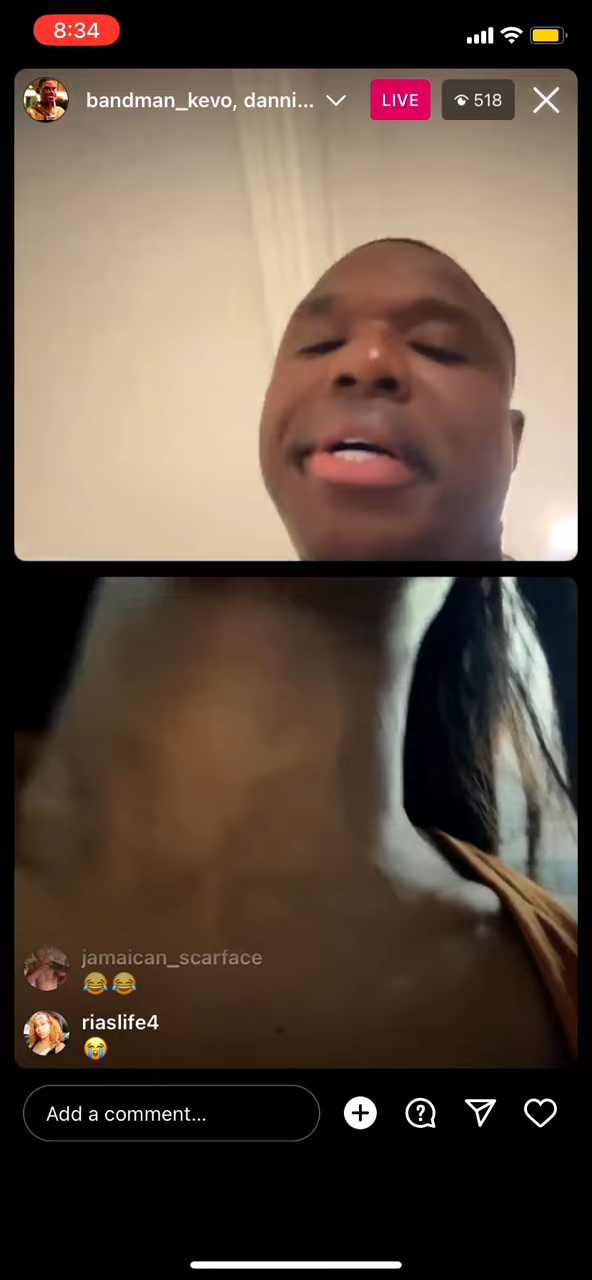 8:34
bandman_kevo, danni...
LIVE
518
jamaican_scarface
😂😂
riaslife4
😭
Add a comment...